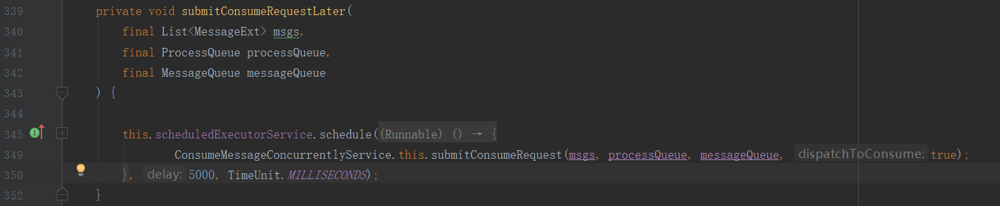 339 private void submitConsumeRequestLater(
340 final List<MessageExt> msgs,
341 final ProcessQueue processQueue,
342 final MessageQueue messageQueue
343 ) {
344
345 I this.scheduledExecutorService.schedule((Runnable) () → {
349 ConsumeMessageConcurrentlyService.this.submitConsumeRequest(msgs, processQueue, messageQueue, dispatchToConsume: true);
350 }, delay: 5000, TimeUnit.MILLISECONDS);
352 }